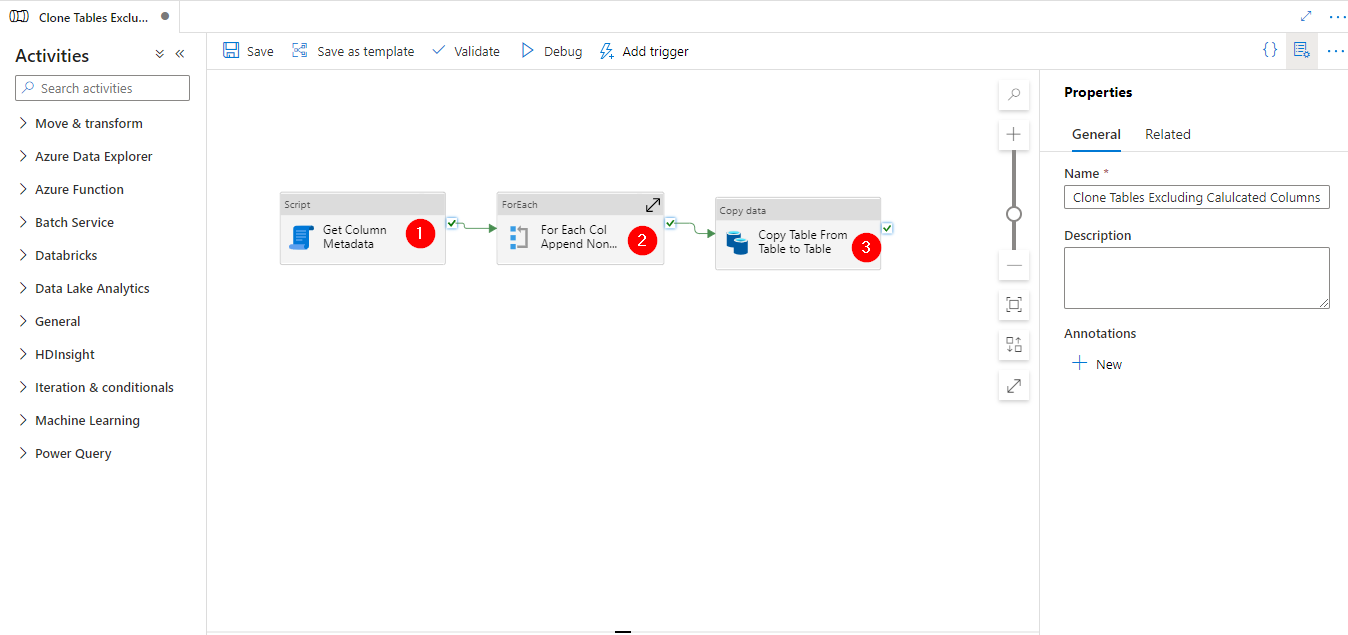 Clone Tables Exclu...
Activities
Search activities
Move & transform
Azure Data Explorer
Azure Function
Batch Service
Databricks
Data Lake Analytics
General
HDInsight
Iteration & conditionals
Machine Learning
Power Query
Save
Save as template
Validate
Debug
Add trigger
Script
Get Column
Metadata
1
ForEach
For Each Col
Append Non...
2
Copy data
Copy Table From
Table to Table
3
Properties
General
Related
Name *
Clone Tables Excluding Calulcated Columns
Description
Annotations
New